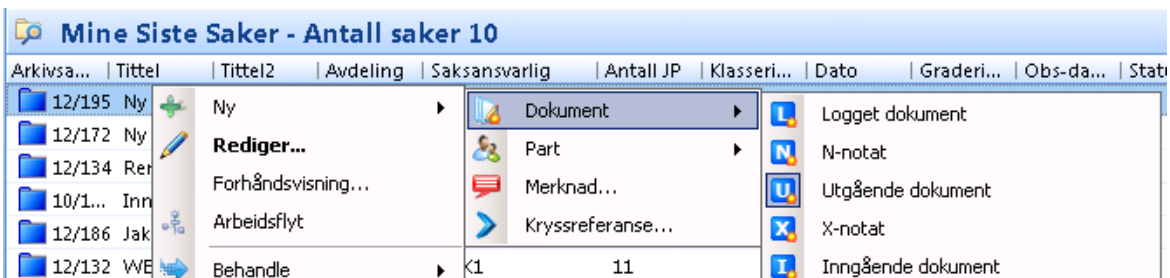 Mine Siste Saker - Antall saker 10
Arkivsa... Tittel Tittel2 Avdeling Saksansvarlig Antall JP Klasseri... Dato Graderi... Obs-da... Stat
12/195 Ny Ny Dokument Logget dokument
12/172 Ny Rediger... Part N-notat
12/134 Rer Forhåndsvisning... Merknad... Utgående dokument
10/1... Inn Arbeidsflyt Kryssreferanse... X-notat
12/186 Jak
12/132 WE Behandle K1 11 Inngående dokument